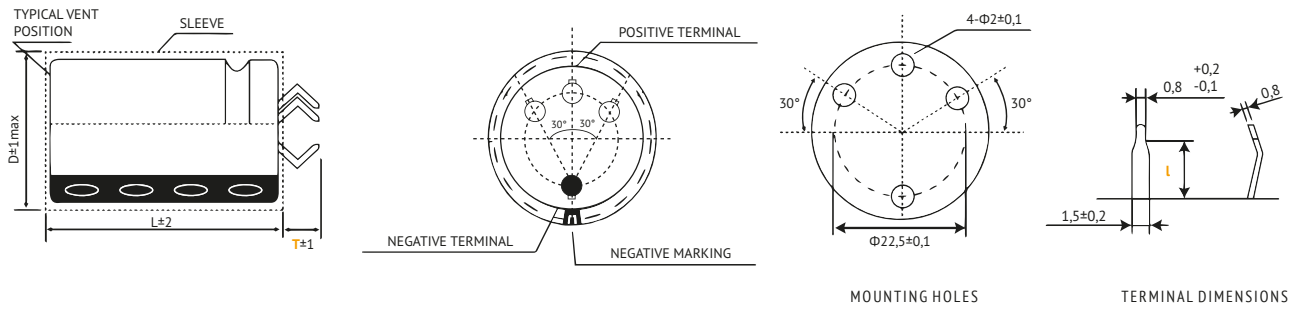 TYPICAL VENT
POSITION
SLEEVE
D±1max
L±2
T±1
POSITIVE TERMINAL
30° 30°
NEGATIVE TERMINAL
NEGATIVE MARKING
4-Φ2±0,1
30°
30°
Φ22,5±0,1
MOUNTING HOLES
+0,2
0,8 -0,1
0,8
l
1,5±0,2
TERMINAL DIMENSIONS